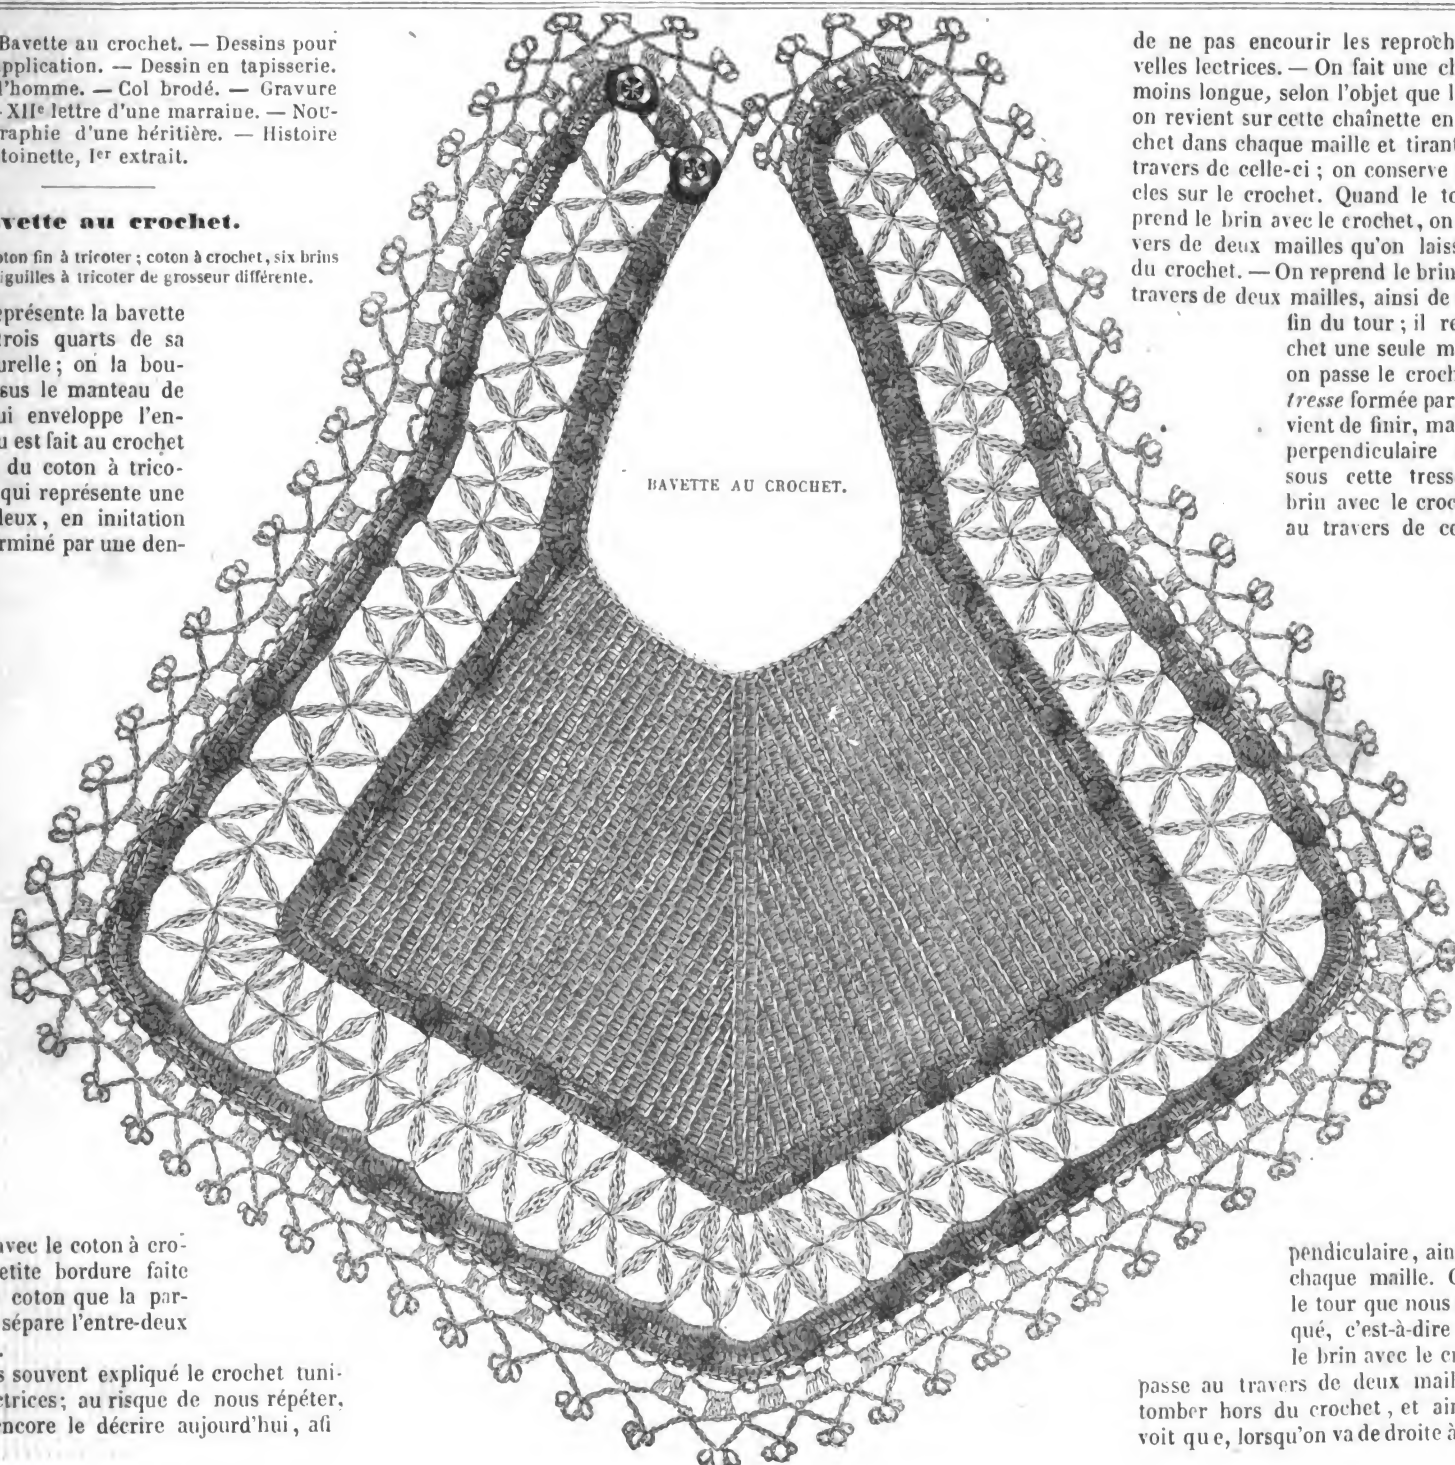 Bavette au crochet. — Dessins pour
pplication. — Dessin en tapisserie.
l'homme. — Col brodé. — Gravure
XIIe lettre d'une marraine. — Nou-
raphie d'une héritière. — Histoire
toinette, Ier extrait.
vette au crochet.
oton fin à tricoter ; coton à crochet, six brins
iguilles à tricoter de grosseur différente.
présente la bavette
trois quarts de sa
urelle ; on la bou-
sus le manteau de
ui enveloppe l'en-
u est fait au crochet
du coton à trico-
qui représente une
deux, en imitation
rminé par une den-
BAVETTE AU CROCHET.
avec le coton à cro-
etite bordure faite
coton que la par-
sépare l'entre-deux
s souvent expliqué le crochet tuni-
ctrices; au risque de nous répéter,
ncore le décrire aujourd'hui, afi
de ne pas encourir les reproch
velles lectrices. — On fait une ch
moins longue, selon l'objet que l
on revient sur cette chaînette en
chet dans chaque maille et tirant
travers de celle-ci ; on conserve
cles sur le crochet. Quand le to
prend le brin avec le crochet, on
vers de deux mailles qu'on laiss
du crochet. — On reprend le brin
travers de deux mailles, ainsi de
fin du tour ; il re
chet une seule m
on passe le croch
tresse formée par
vient de finir, ma
perpendiculaire
sous cette tress
brin avec le croc
au travers de ce
pendiculaire, ain
chaque maille. C
le tour que nous
qué, c'est-à-dire
le brin avec le cr
passe au travers de deux mail
tomber hors du crochet, et ain
voit que, lorsqu'on va de droite à